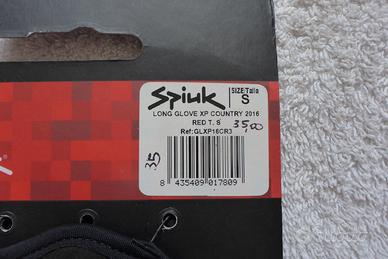 Spiuk
SIZE/Talla
S
LONG GLOVE XP COUNTRY 2016
RED T. S
35,00
Ref:GLXP16CR3
35
8 435409 017809